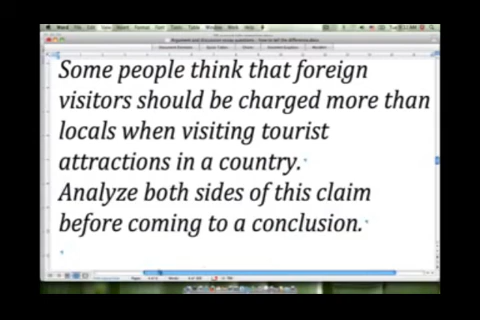 Some people think that foreign
visitors should be charged more than
locals when visiting tourist
attractions in a country.
Analyze both sides of this claim
before coming to a conclusion.